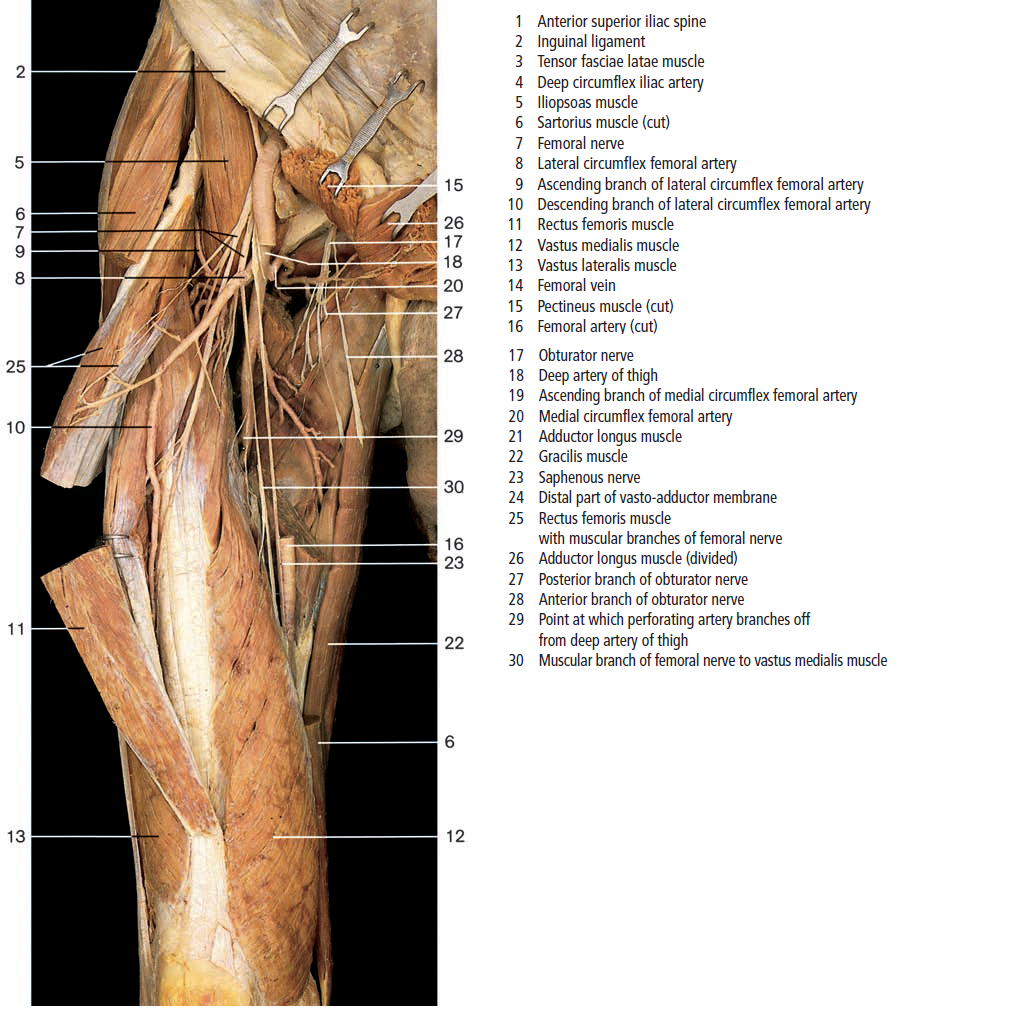 2
5
6
7
9
8
25
10
11
13
15
26
17
18
20
27
28
29
30
16
23
22
6
12
1 Anterior superior iliac spine
2 Inguinal ligament
3 Tensor fasciae latae muscle
4 Deep circumflex iliac artery
5 Iliopsoas muscle
6 Sartorius muscle (cut)
7 Femoral nerve
8 Lateral circumflex femoral artery
9 Ascending branch of lateral circumflex femoral artery
10 Descending branch of lateral circumflex femoral artery
11 Rectus femoris muscle
12 Vastus medialis muscle
13 Vastus lateralis muscle
14 Femoral vein
15 Pectineus muscle (cut)
16 Femoral artery (cut)
17 Obturator nerve
18 Deep artery of thigh
19 Ascending branch of medial circumflex femoral artery
20 Medial circumflex femoral artery
21 Adductor longus muscle
22 Gracilis muscle
23 Saphenous nerve
24 Distal part of vasto-adductor membrane
25 Rectus femoris muscle
with muscular branches of femoral nerve
26 Adductor longus muscle (divided)
27 Posterior branch of obturator nerve
28 Anterior branch of obturator nerve
29 Point at which perforating artery branches off
from deep artery of thigh
30 Muscular branch of femoral nerve to vastus medialis muscle